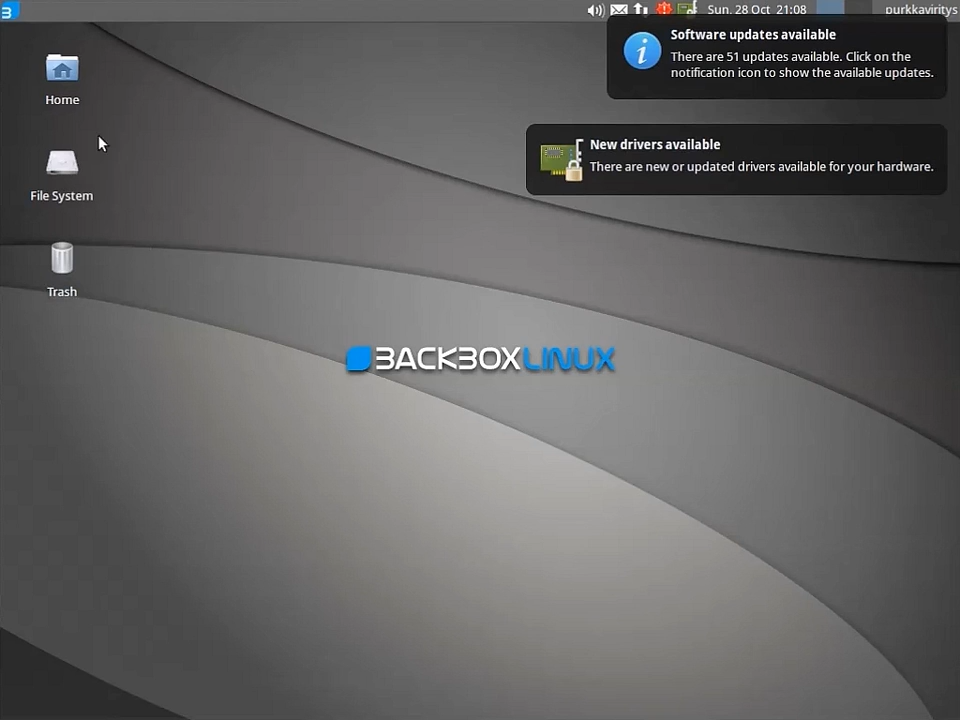 Sun. 28 Oct 21:08
purkkaviritys
Software updates available
There are 51 updates available. Click on the
notification icon to show the available updates.
New drivers available
There are new or updated drivers available for your hardware.
Home
File System
Trash
BACKBOXLINUX